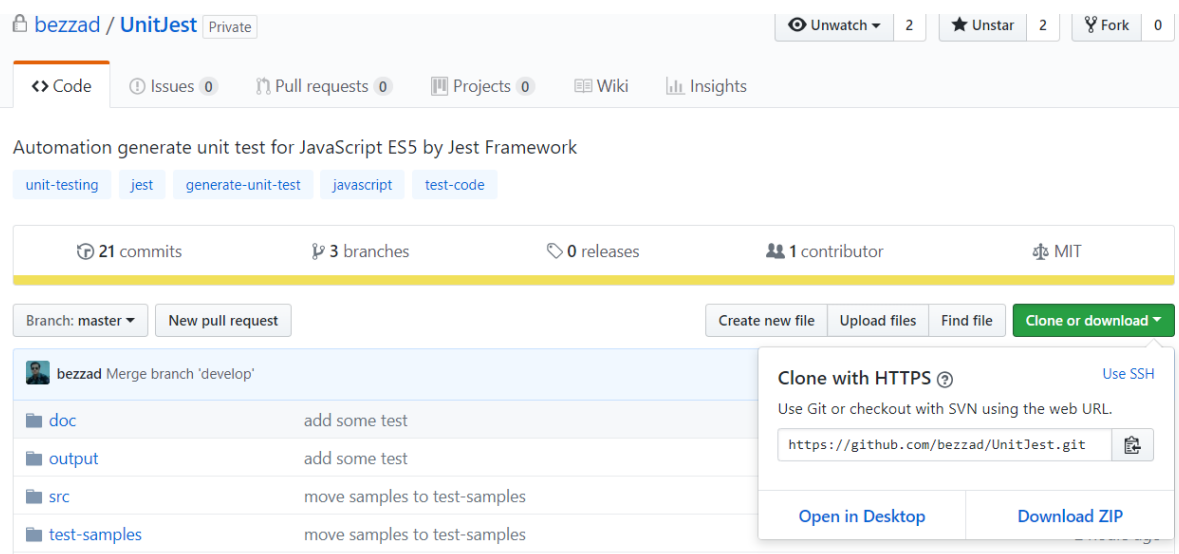 bezzad / UnitJest Private
Unwatch 2 Unstar 2 Fork 0
Code Issues 0 Pull requests 0 Projects 0 Wiki Insights
Automation generate unit test for JavaScript ES5 by Jest Framework
unit-testing jest generate-unit-test javascript test-code
21 commits 3 branches 0 releases 1 contributor MIT
Branch: master New pull request Create new file Upload files Find file Clone or download
bezzad Merge branch 'develop'
doc add some test
output add some test
src move samples to test-samples
test-samples move samples to test-samples
Clone with HTTPS Use SSH
Use Git or checkout with SVN using the web URL.
https://github.com/bezzad/UnitJest.git
Open in Desktop Download ZIP